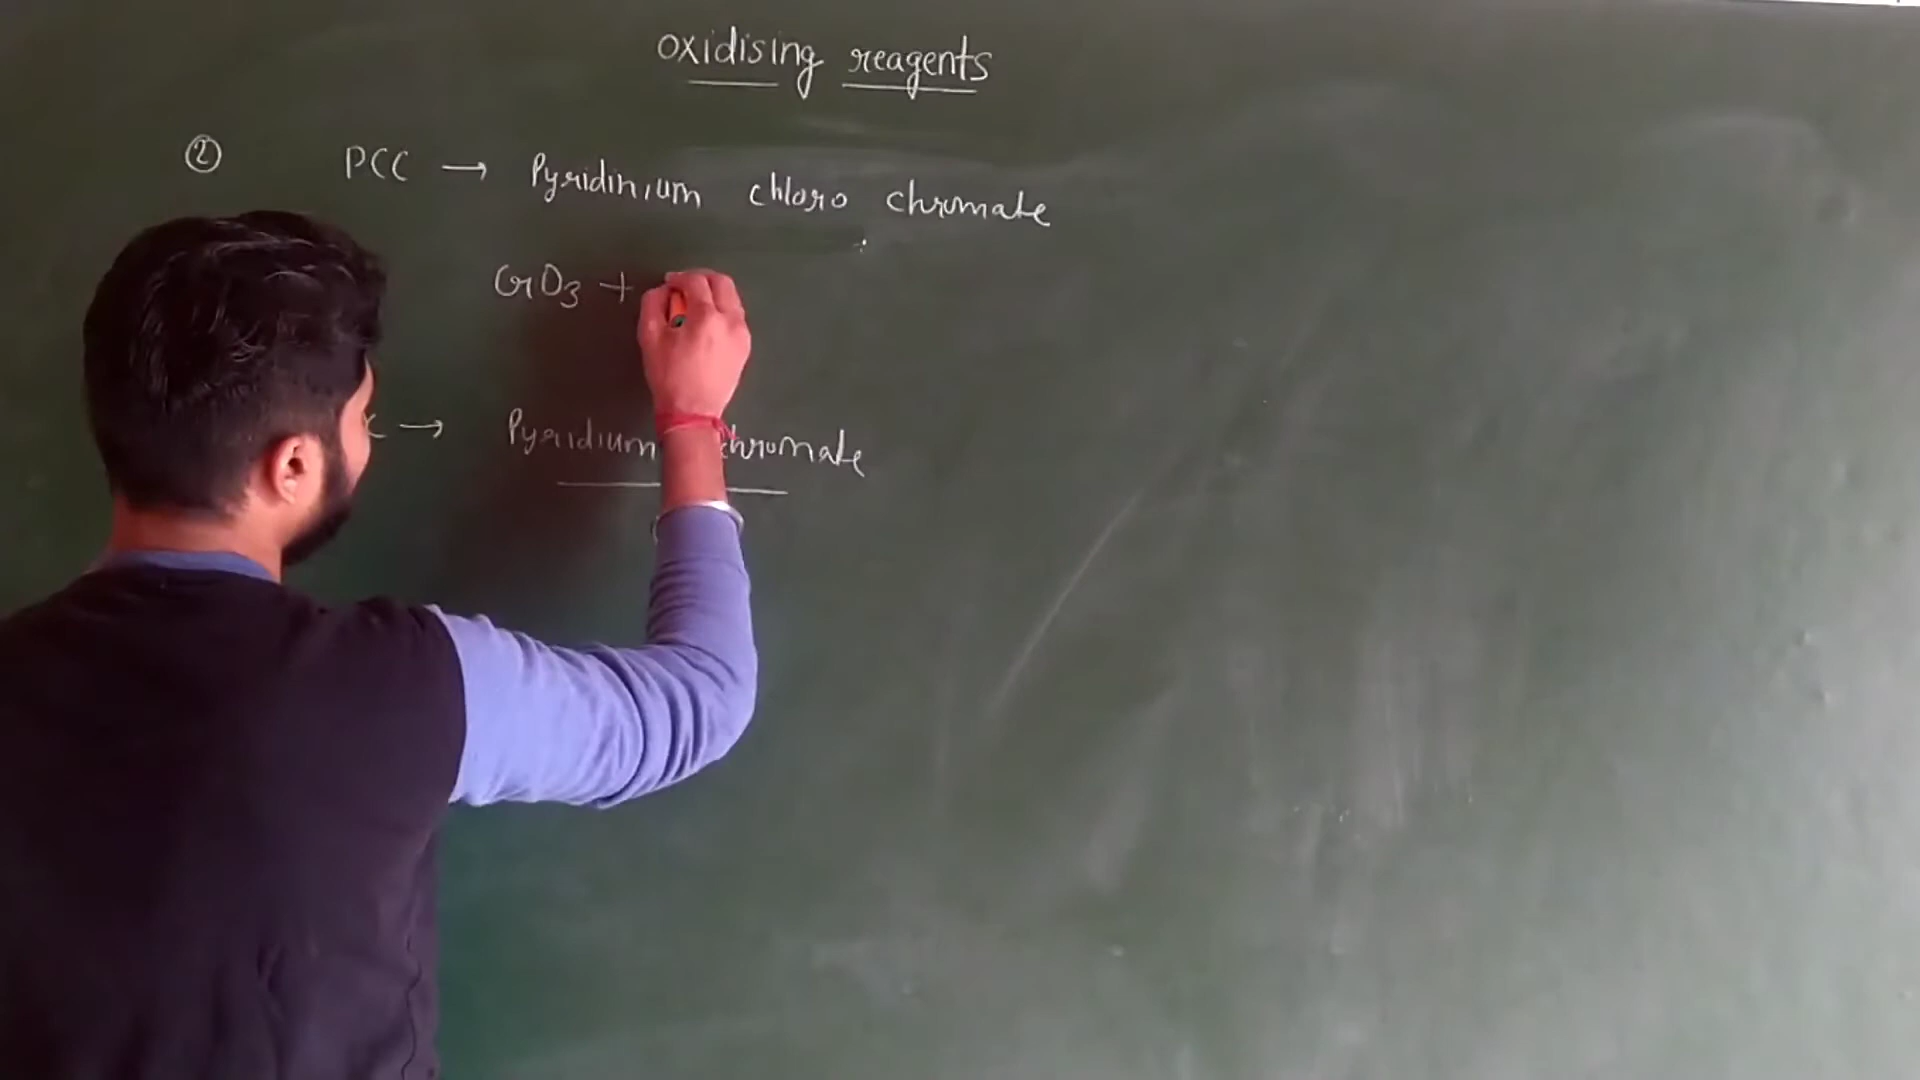 oxidising reagents
② PCC → Pyridinium chloro chromate
CrO3 +
→ Pyridium chromate